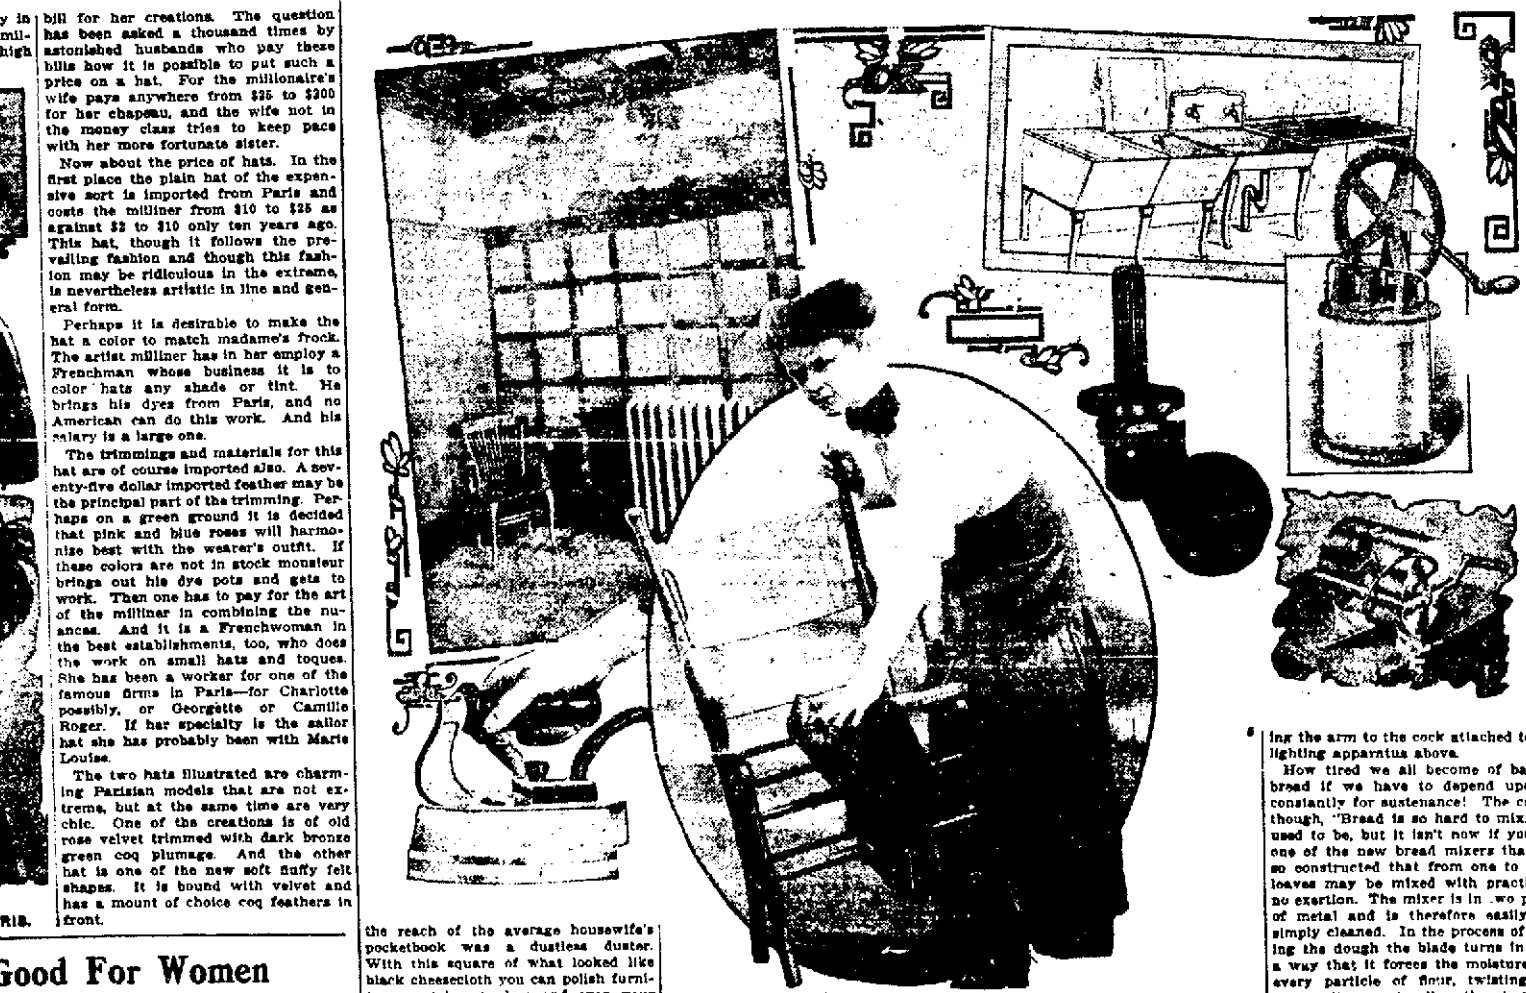 y in
mil-
high
bill for her creations. The question
has been asked a thousand times by
astonished husbands who pay these
bills how it is possible to put such a
price on a hat. For the millionaire's
wife pays anywhere from $25 to $200
for her chapeau, and the wife not in
the money class tries to keep pace
with her more fortunate sister.
Now about the price of hats. In the
first place the plain hat of the expen-
sive sort is imported from Paris and
costs the milliner from $10 to $25 as
against $2 to $10 only ten years ago.
This hat, though it follows the pre-
vailing fashion and though this fash-
ion may be ridiculous in the extreme,
is nevertheless artistic in line and gen-
eral form.
Perhaps it is desirable to make the
hat a color to match madame's frock.
The artist milliner has in her employ a
Frenchman whose business it is to
color hats any shade or tint. He
brings his dyes from Paris, and no
American can do this work. And his
salary is a large one.
The trimmings and materials for this
hat are of course imported also. A sev-
enty-five dollar imported feather may be
the principal part of the trimming. Per-
haps on a green ground it is decided
that pink and blue roses will harmo-
nize best with the wearer's outfit. If
these colors are not in stock monsieur
brings out his dye pots and gets to
work. Then one has to pay for the art
of the milliner in combining the nu-
ances. And it is a Frenchwoman in
the best establishments, too, who does
the work on small hats and toques.
She has been a worker for one of the
famous firms in Paris—for Charlotte
possibly, or Georgette or Camille
Roger. If her specialty is the sailor
hat she has probably been with Marie
Louise.
The two hats illustrated are charm-
ing Parisian models that are not ex-
treme, but at the same time are very
chic. One of the creations is of old
rose velvet trimmed with dark bronze
green coq plumage. And the other
hat is one of the new soft fluffy felt
shapes. It is bound with velvet and
has a mount of choice coq feathers in
front.
RIS.
Good For Women
the reach of the average housewife's
pocketbook was a dustless duster.
With this square of what looked like
black cheesecloth you can polish furni-
ing the arm to the cock attached to
lighting apparatus above.
How tired we all become of ba
bread if we have to depend upo
constantly for sustenance! The c
though, "Bread is so hard to mix.
used to be, but it isn't now if you
one of the new bread mixers tha
so constructed that from one to
loaves may be mixed with practi
no exertion. The mixer is in two p
of metal and is therefore easily
simply cleaned. In the process of
ing the dough the blade turns in
a way that it forces the moisture
every particle of flour, twisting